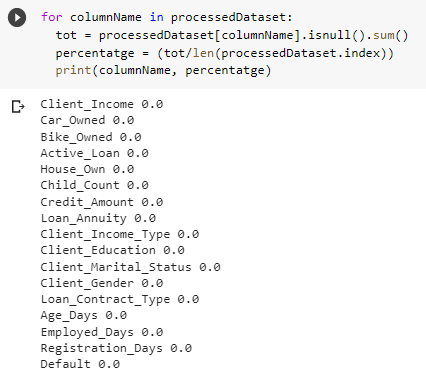 for columnName in processedDataset:
  tot = processedDataset[columnName].isnull().sum()
  percentatge = (tot/len(processedDataset.index))
  print(columnName, percentatge)
Client_Income 0.0
Car_Owned 0.0
Bike_Owned 0.0
Active_Loan 0.0
House_Own 0.0
Child_Count 0.0
Credit_Amount 0.0
Loan_Annuity 0.0
Client_Income_Type 0.0
Client_Education 0.0
Client_Marital_Status 0.0
Client_Gender 0.0
Loan_Contract_Type 0.0
Age_Days 0.0
Employed_Days 0.0
Registration_Days 0.0
Default 0.0